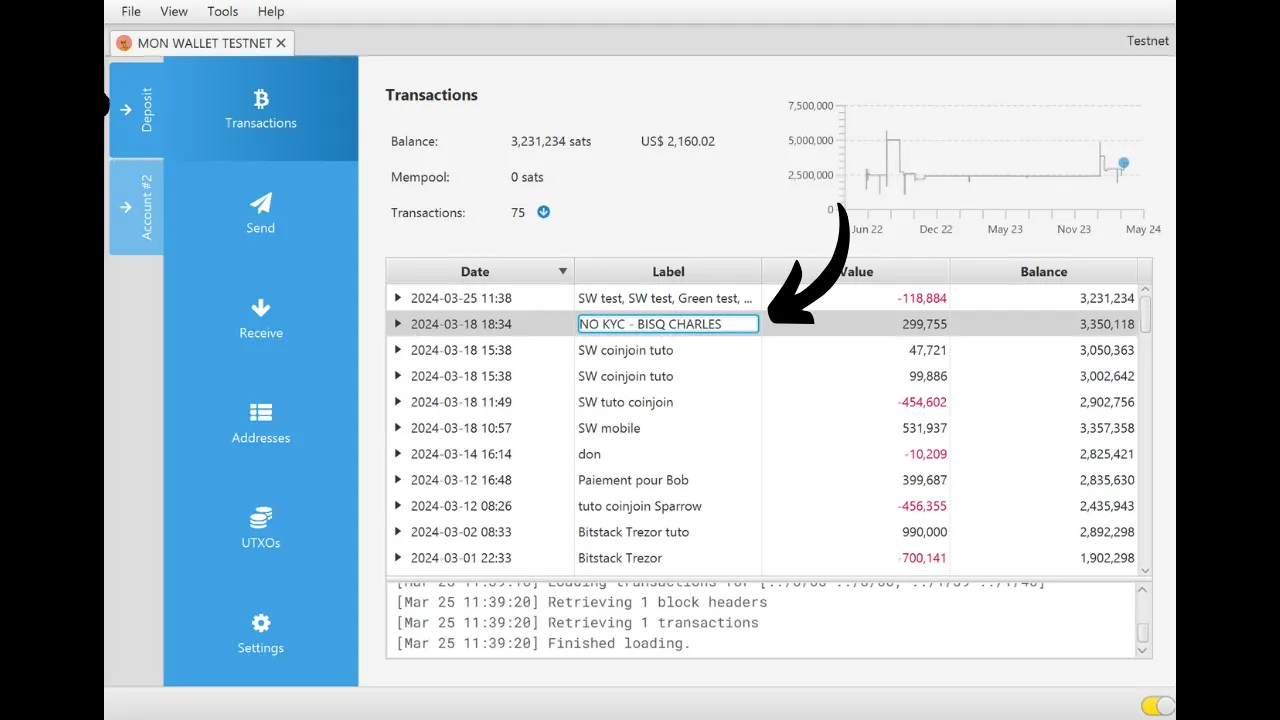 File View Tools Help
MON WALLET TESTNET
Testnet
Deposit
Account #2
Transactions
Send
Receive
Addresses
UTXOs
Settings
Transactions
Balance: 3,231,234 sats US$ 2,160.02
Mempool: 0 sats
Transactions: 75
7,500,000
5,000,000
2,500,000
0
Jun 22 Dec 22 May 23 Nov 23 May 24
Date Label Value Balance
2024-03-25 11:38 SW test, SW test, Green test, ... -118,884 3,231,234
2024-03-18 18:34 NO KYC - BISQ CHARLES 299,755 3,350,118
2024-03-18 15:38 SW coinjoin tuto 47,721 3,050,363
2024-03-18 15:38 SW coinjoin tuto 99,886 3,002,642
2024-03-18 11:49 SW tuto coinjoin -454,602 2,902,756
2024-03-18 10:57 SW mobile 531,937 3,357,358
2024-03-14 16:14 don -10,209 2,825,421
2024-03-12 16:48 Paiement pour Bob 399,687 2,835,630
2024-03-12 08:26 tuto coinjoin Sparrow -456,355 2,435,943
2024-03-02 08:33 Bitstack Trezor tuto 990,000 2,892,298
2024-03-01 22:33 Bitstack Trezor -700,141 1,902,298
[Mar 25 11:39:20] Retrieving 1 block headers
[Mar 25 11:39:20] Retrieving 1 transactions
[Mar 25 11:39:20] Finished loading.